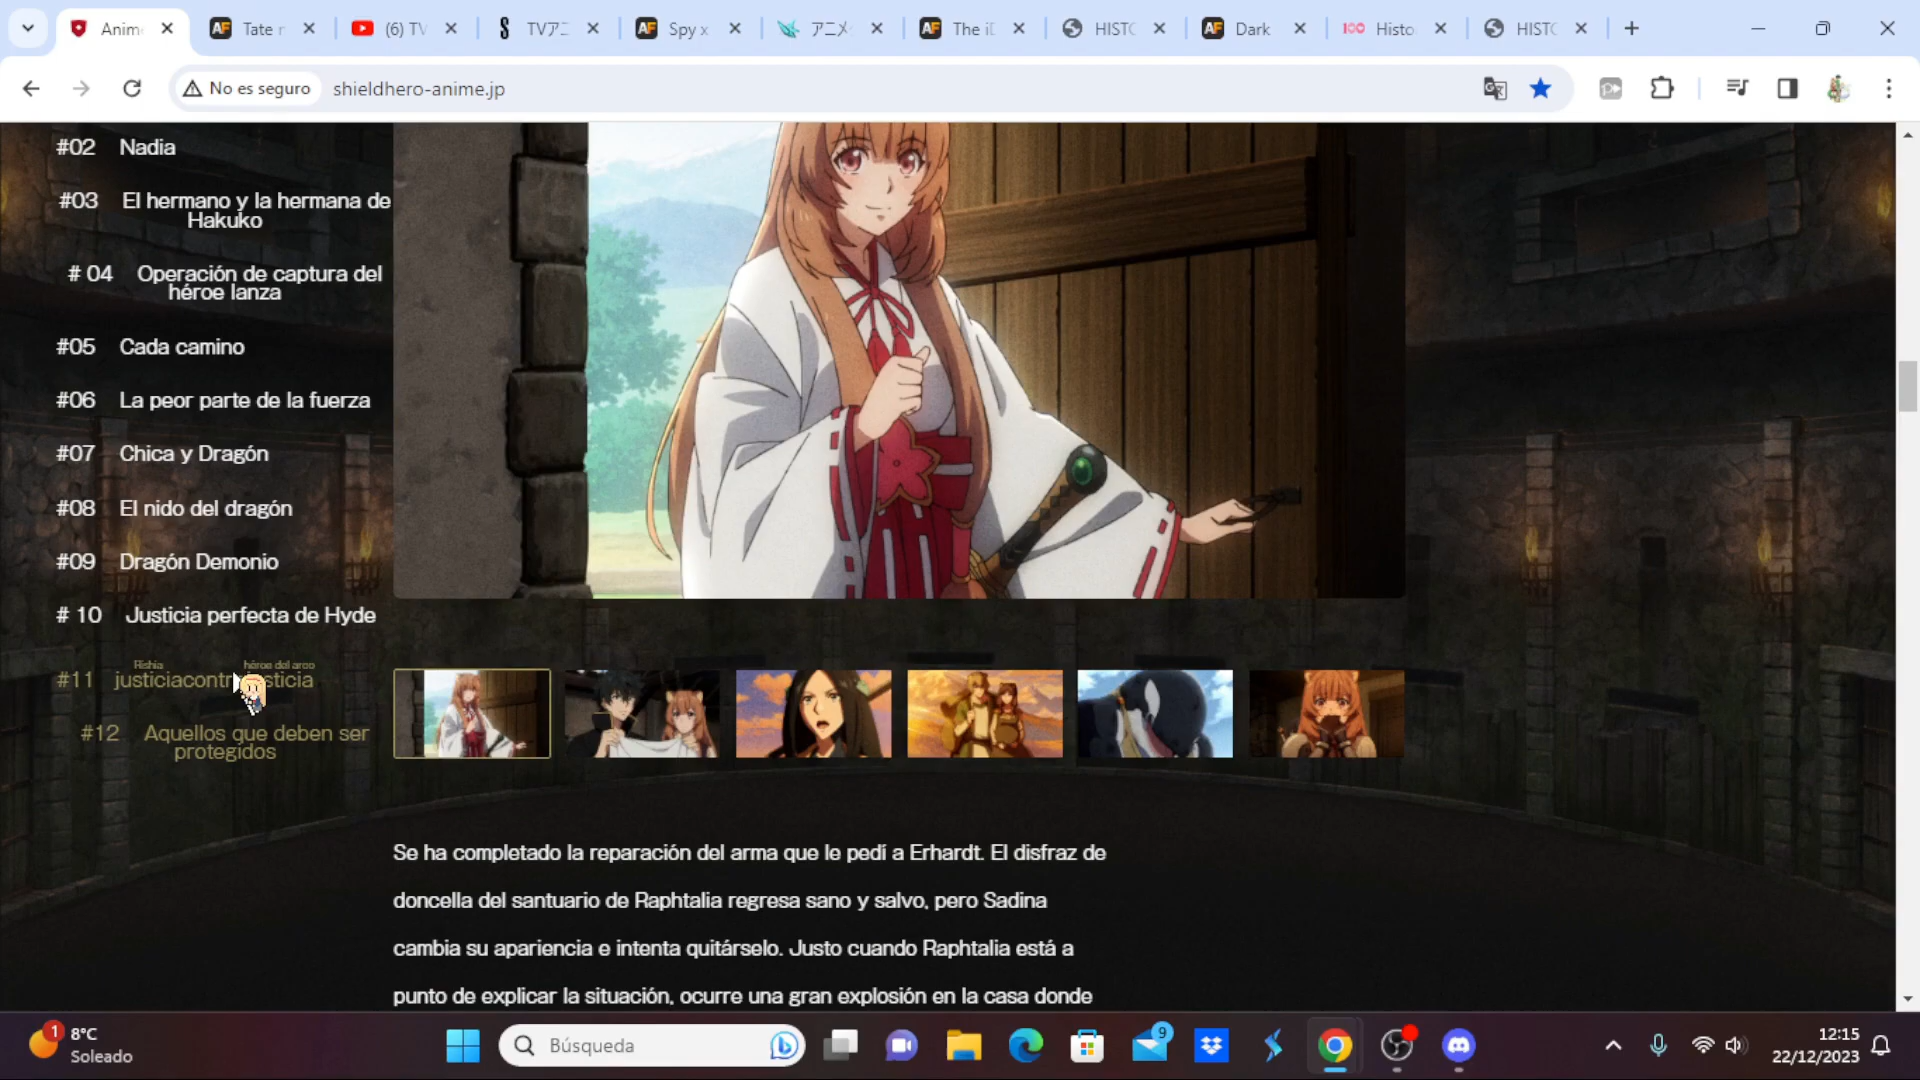 Anim
Tate n
(6) TV
TVアニ
Spy x
アニメ
The iD
HISTO
Dark
Histo
HISTO
No es seguro
shieldhero-anime.jp
#02 Nadia
#03 El hermano y la hermana de
Hakuko
# 04 Operación de captura del
héroe lanza
#05 Cada camino
#06 La peor parte de la fuerza
#07 Chica y Dragón
#08 El nido del dragón
#09 Dragón Demonio
# 10 Justicia perfecta de Hyde
Rishia héroe del arco
#11 justiciacontr sticia
#12 Aquellos que deben ser
protegidos
Se ha completado la reparación del arma que le pedí a Erhardt. El disfraz de
doncella del santuario de Raphtalia regresa sano y salvo, pero Sadina
cambia su apariencia e intenta quitárselo. Justo cuando Raphtalia está a
punto de explicar la situación, ocurre una gran explosión en la casa donde
1
8°C
Soleado
Búsqueda
9
12:15
22/12/2023